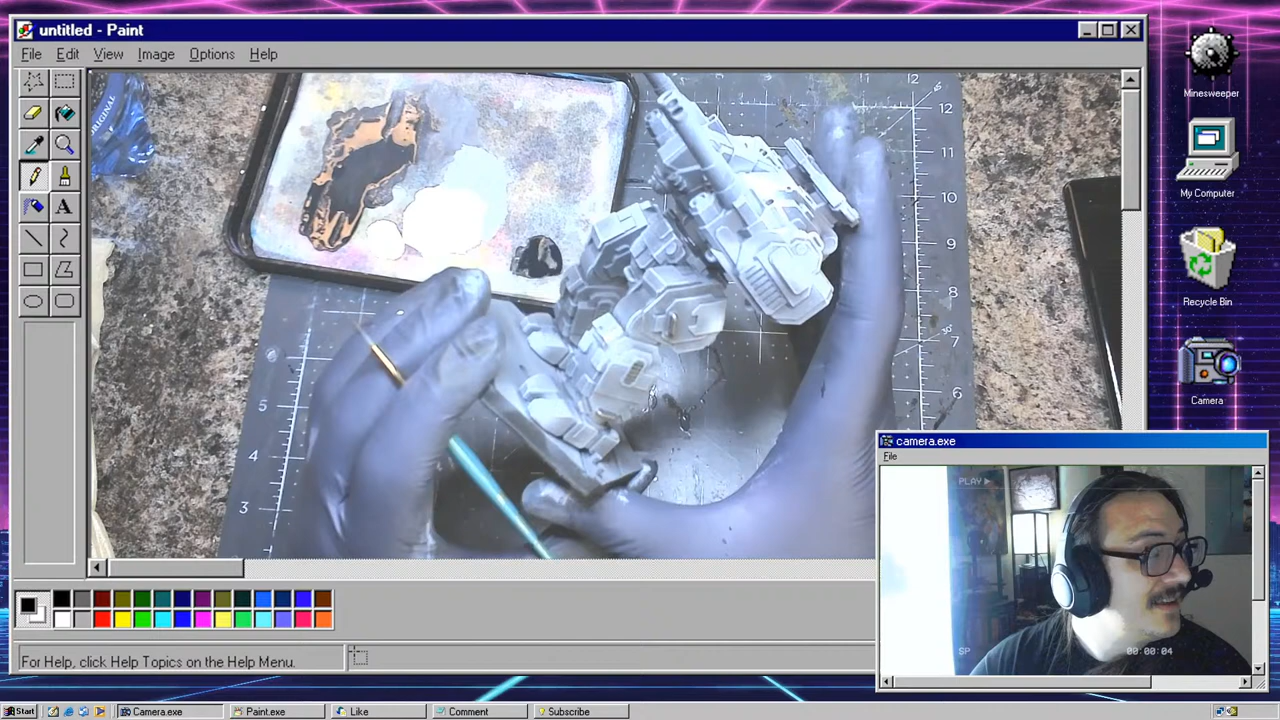 untitled - Paint
File Edit View Image Options Help
ORIGINAL
11 12
12
11
10
9
8
7
6
5
4
3
Minesweeper
My Computer
Recycle Bin
Camera
camera.exe
File
PLAY
SP 00:00:04
For Help, click Help Topics on the Help Menu.
Start Camera.exe Paint.exe Like Comment Subscribe